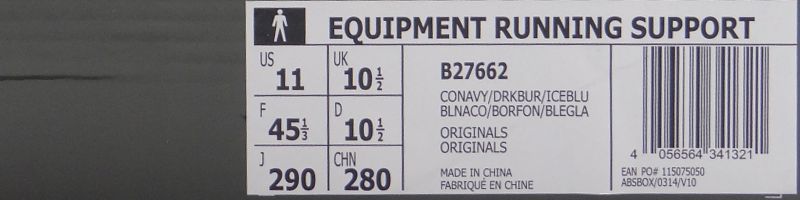 EQUIPMENT RUNNING SUPPORT
US 11 UK 10 1/2
F 45 1/3 D 10 1/2
J 290 CHN 280
B27662
CONAVY/DRKBUR/ICEBLU
BLNACO/BORFON/BLEGLA
ORIGINALS
ORIGINALS
MADE IN CHINA
FABRIQUÉ EN CHINE
4 056564 341321
EAN PO# 115075050
ABSBOX/0314/V10